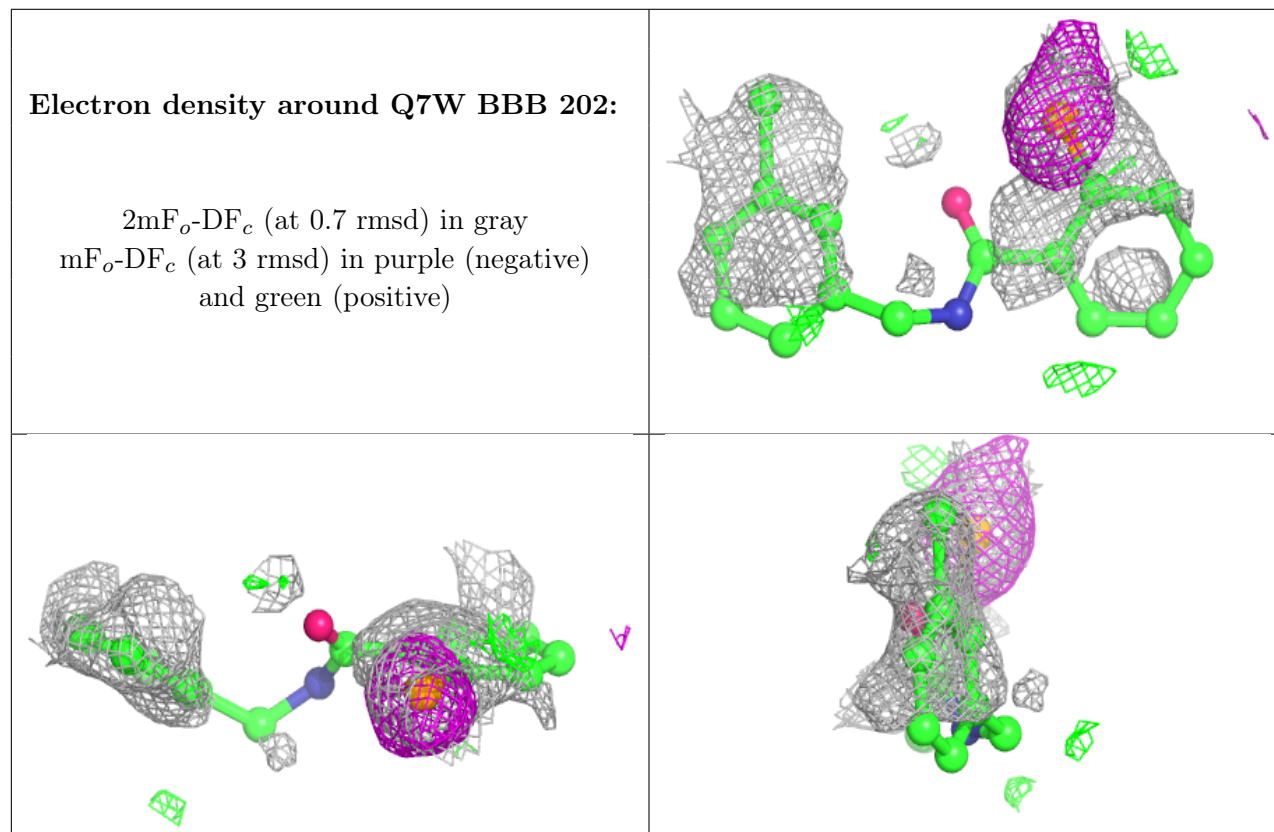 Electron density around Q7W BBB 202:
2mFₒ-DF𝒸 (at 0.7 rmsd) in gray
mFₒ-DF𝒸 (at 3 rmsd) in purple (negative)
and green (positive)